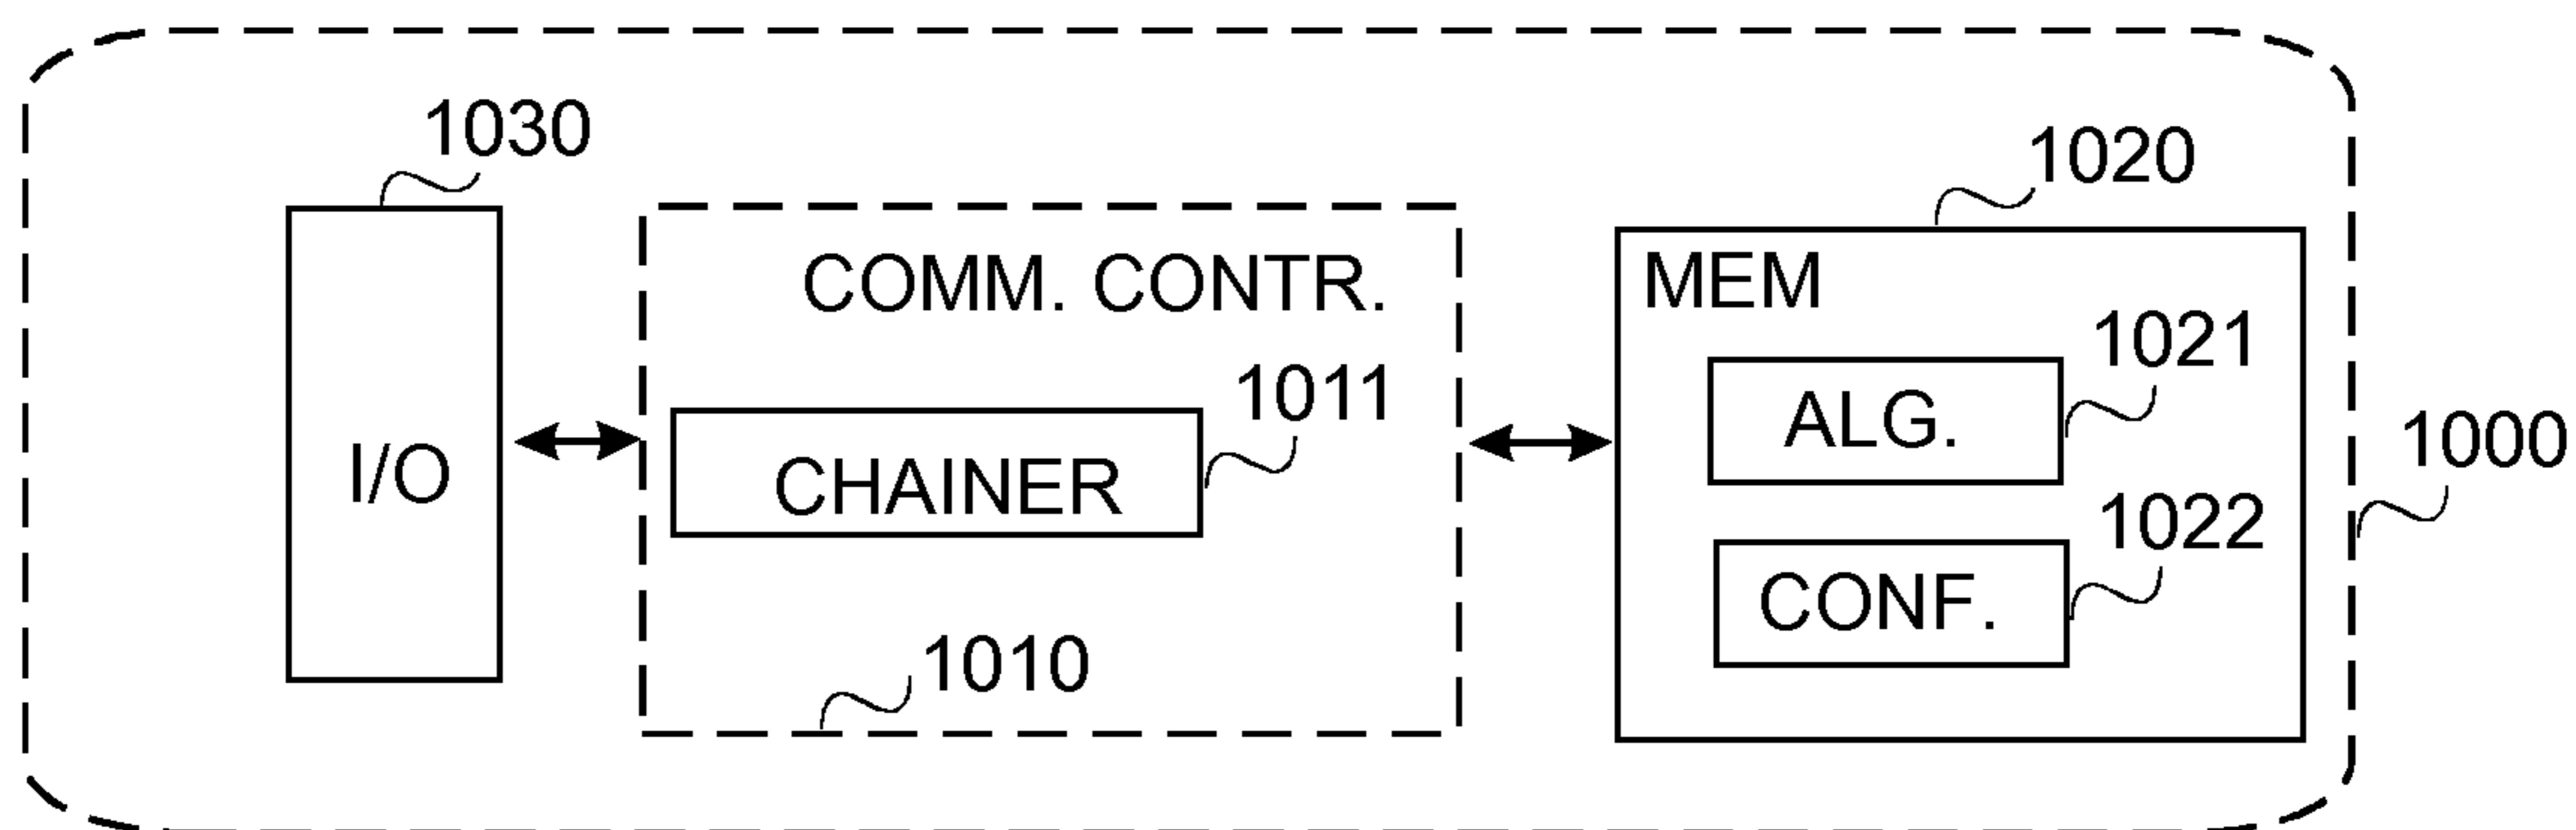 1030
1020
COMM. CONTR.
MEM
1021
1011
ALG.
1000
I/O
CHAINER
1022
CONF.
1010